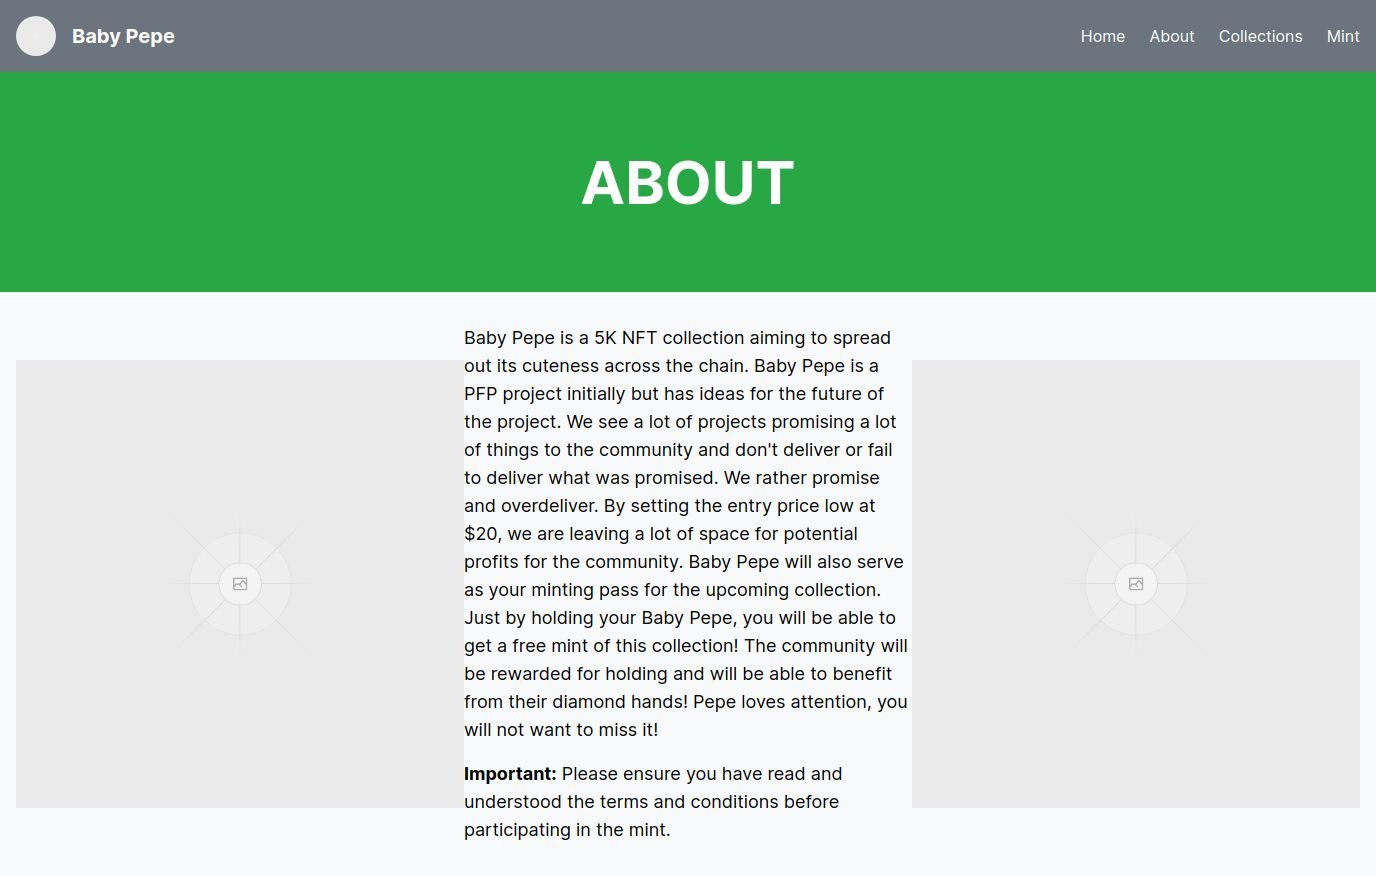 Baby Pepe
Home About Collections Mint
ABOUT
Baby Pepe is a 5K NFT collection aiming to spread
out its cuteness across the chain. Baby Pepe is a
PFP project initially but has ideas for the future of
the project. We see a lot of projects promising a lot
of things to the community and don't deliver or fail
to deliver what was promised. We rather promise
and overdeliver. By setting the entry price low at
$20, we are leaving a lot of space for potential
profits for the community. Baby Pepe will also serve
as your minting pass for the upcoming collection.
Just by holding your Baby Pepe, you will be able to
get a free mint of this collection! The community will
be rewarded for holding and will be able to benefit
from their diamond hands! Pepe loves attention, you
will not want to miss it!
Important: Please ensure you have read and
understood the terms and conditions before
participating in the mint.